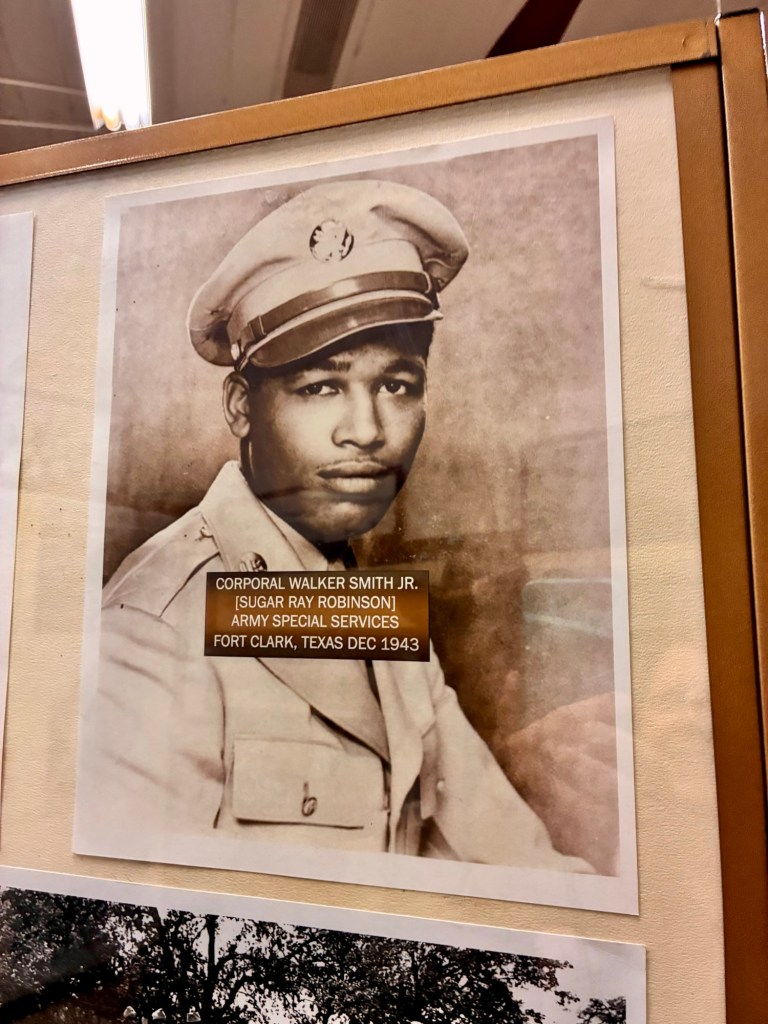 CORPORAL WALKER SMITH JR.
[SUGAR RAY ROBINSON]
ARMY SPECIAL SERVICES
FORT CLARK, TEXAS DEC 1943